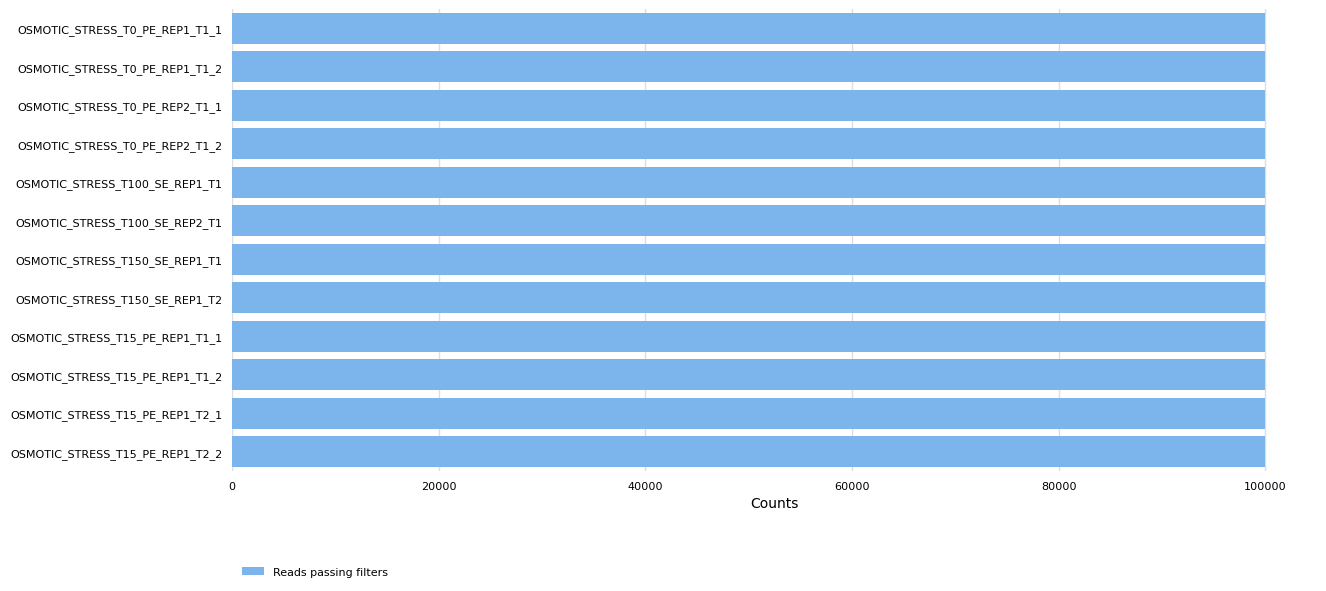 OSMOTIC_STRESS_T0_PE_REP1_T1_1
OSMOTIC_STRESS_T0_PE_REP1_T1_2
OSMOTIC_STRESS_T0_PE_REP2_T1_1
OSMOTIC_STRESS_T0_PE_REP2_T1_2
OSMOTIC_STRESS_T100_SE_REP1_T1
OSMOTIC_STRESS_T100_SE_REP2_T1
OSMOTIC_STRESS_T150_SE_REP1_T1
OSMOTIC_STRESS_T150_SE_REP1_T2
OSMOTIC_STRESS_T15_PE_REP1_T1_1
OSMOTIC_STRESS_T15_PE_REP1_T1_2
OSMOTIC_STRESS_T15_PE_REP1_T2_1
OSMOTIC_STRESS_T15_PE_REP1_T2_2
0 20000 40000 60000 80000 100000
Counts
Reads passing filters